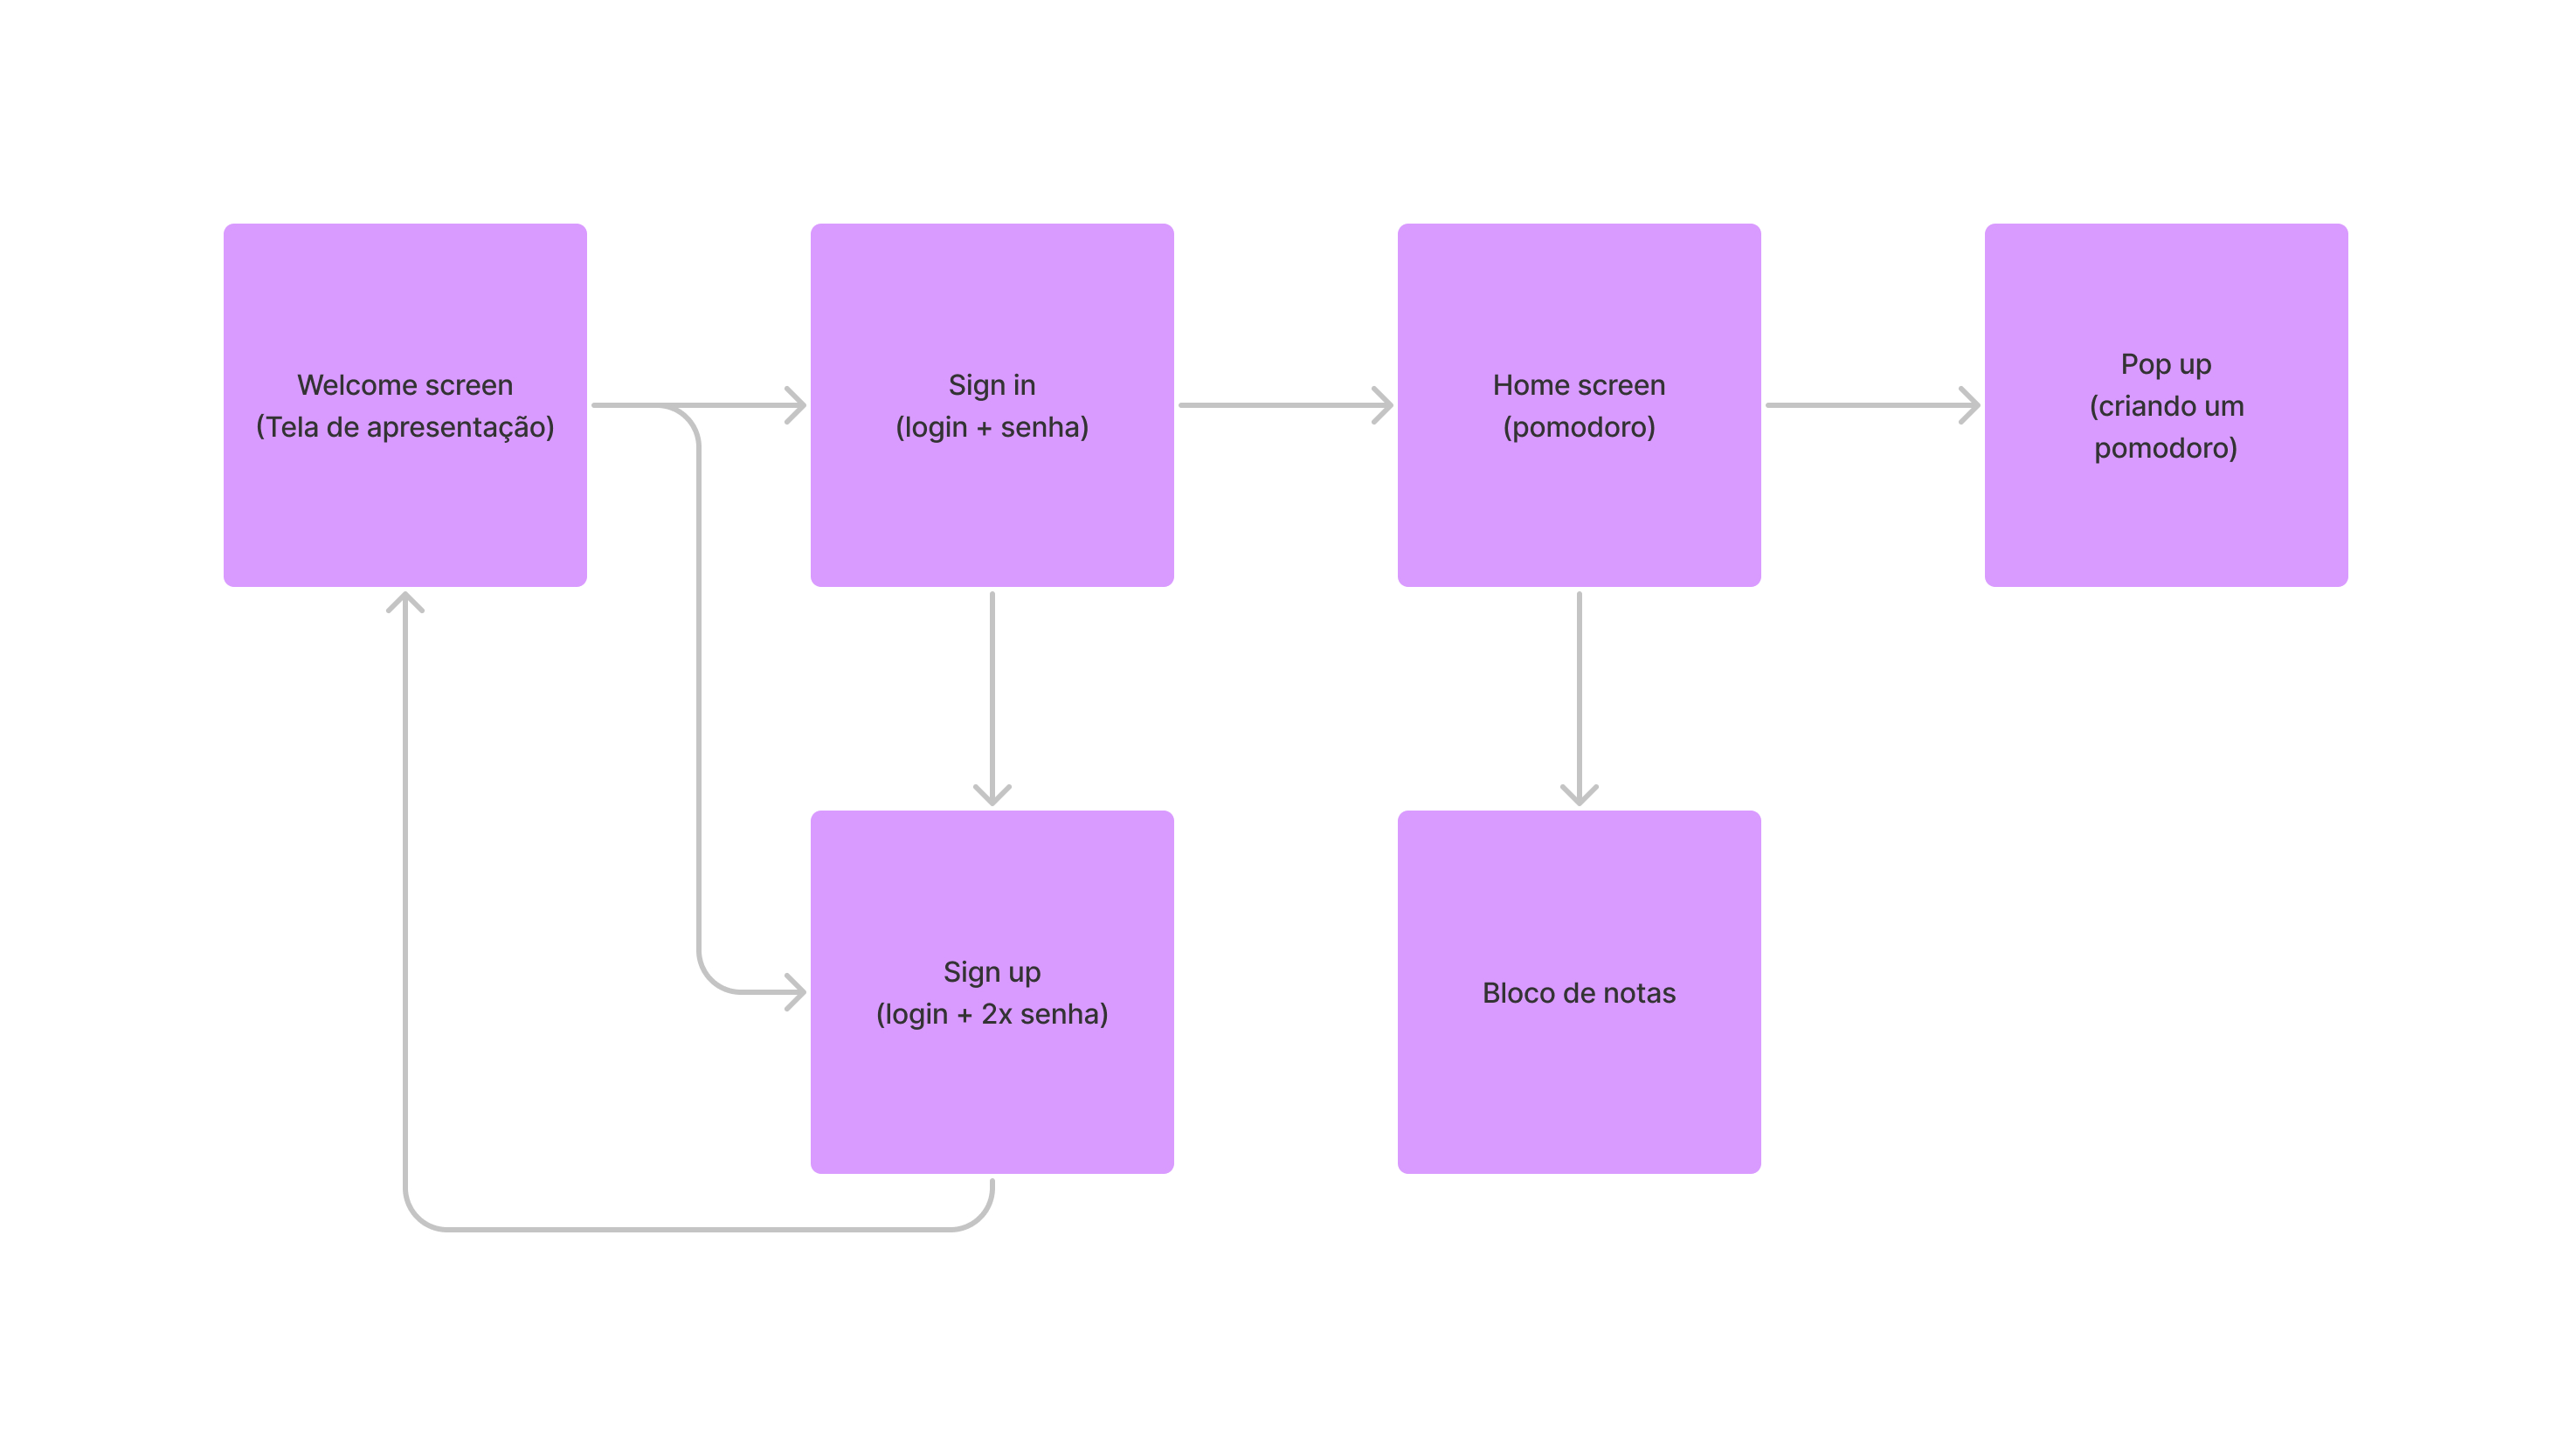 Welcome screen
(Tela de apresentação)
Sign in
(login + senha)
Home screen
(pomodoro)
Pop up
(criando um
pomodoro)
Sign up
(login + 2x senha)
Bloco de notas